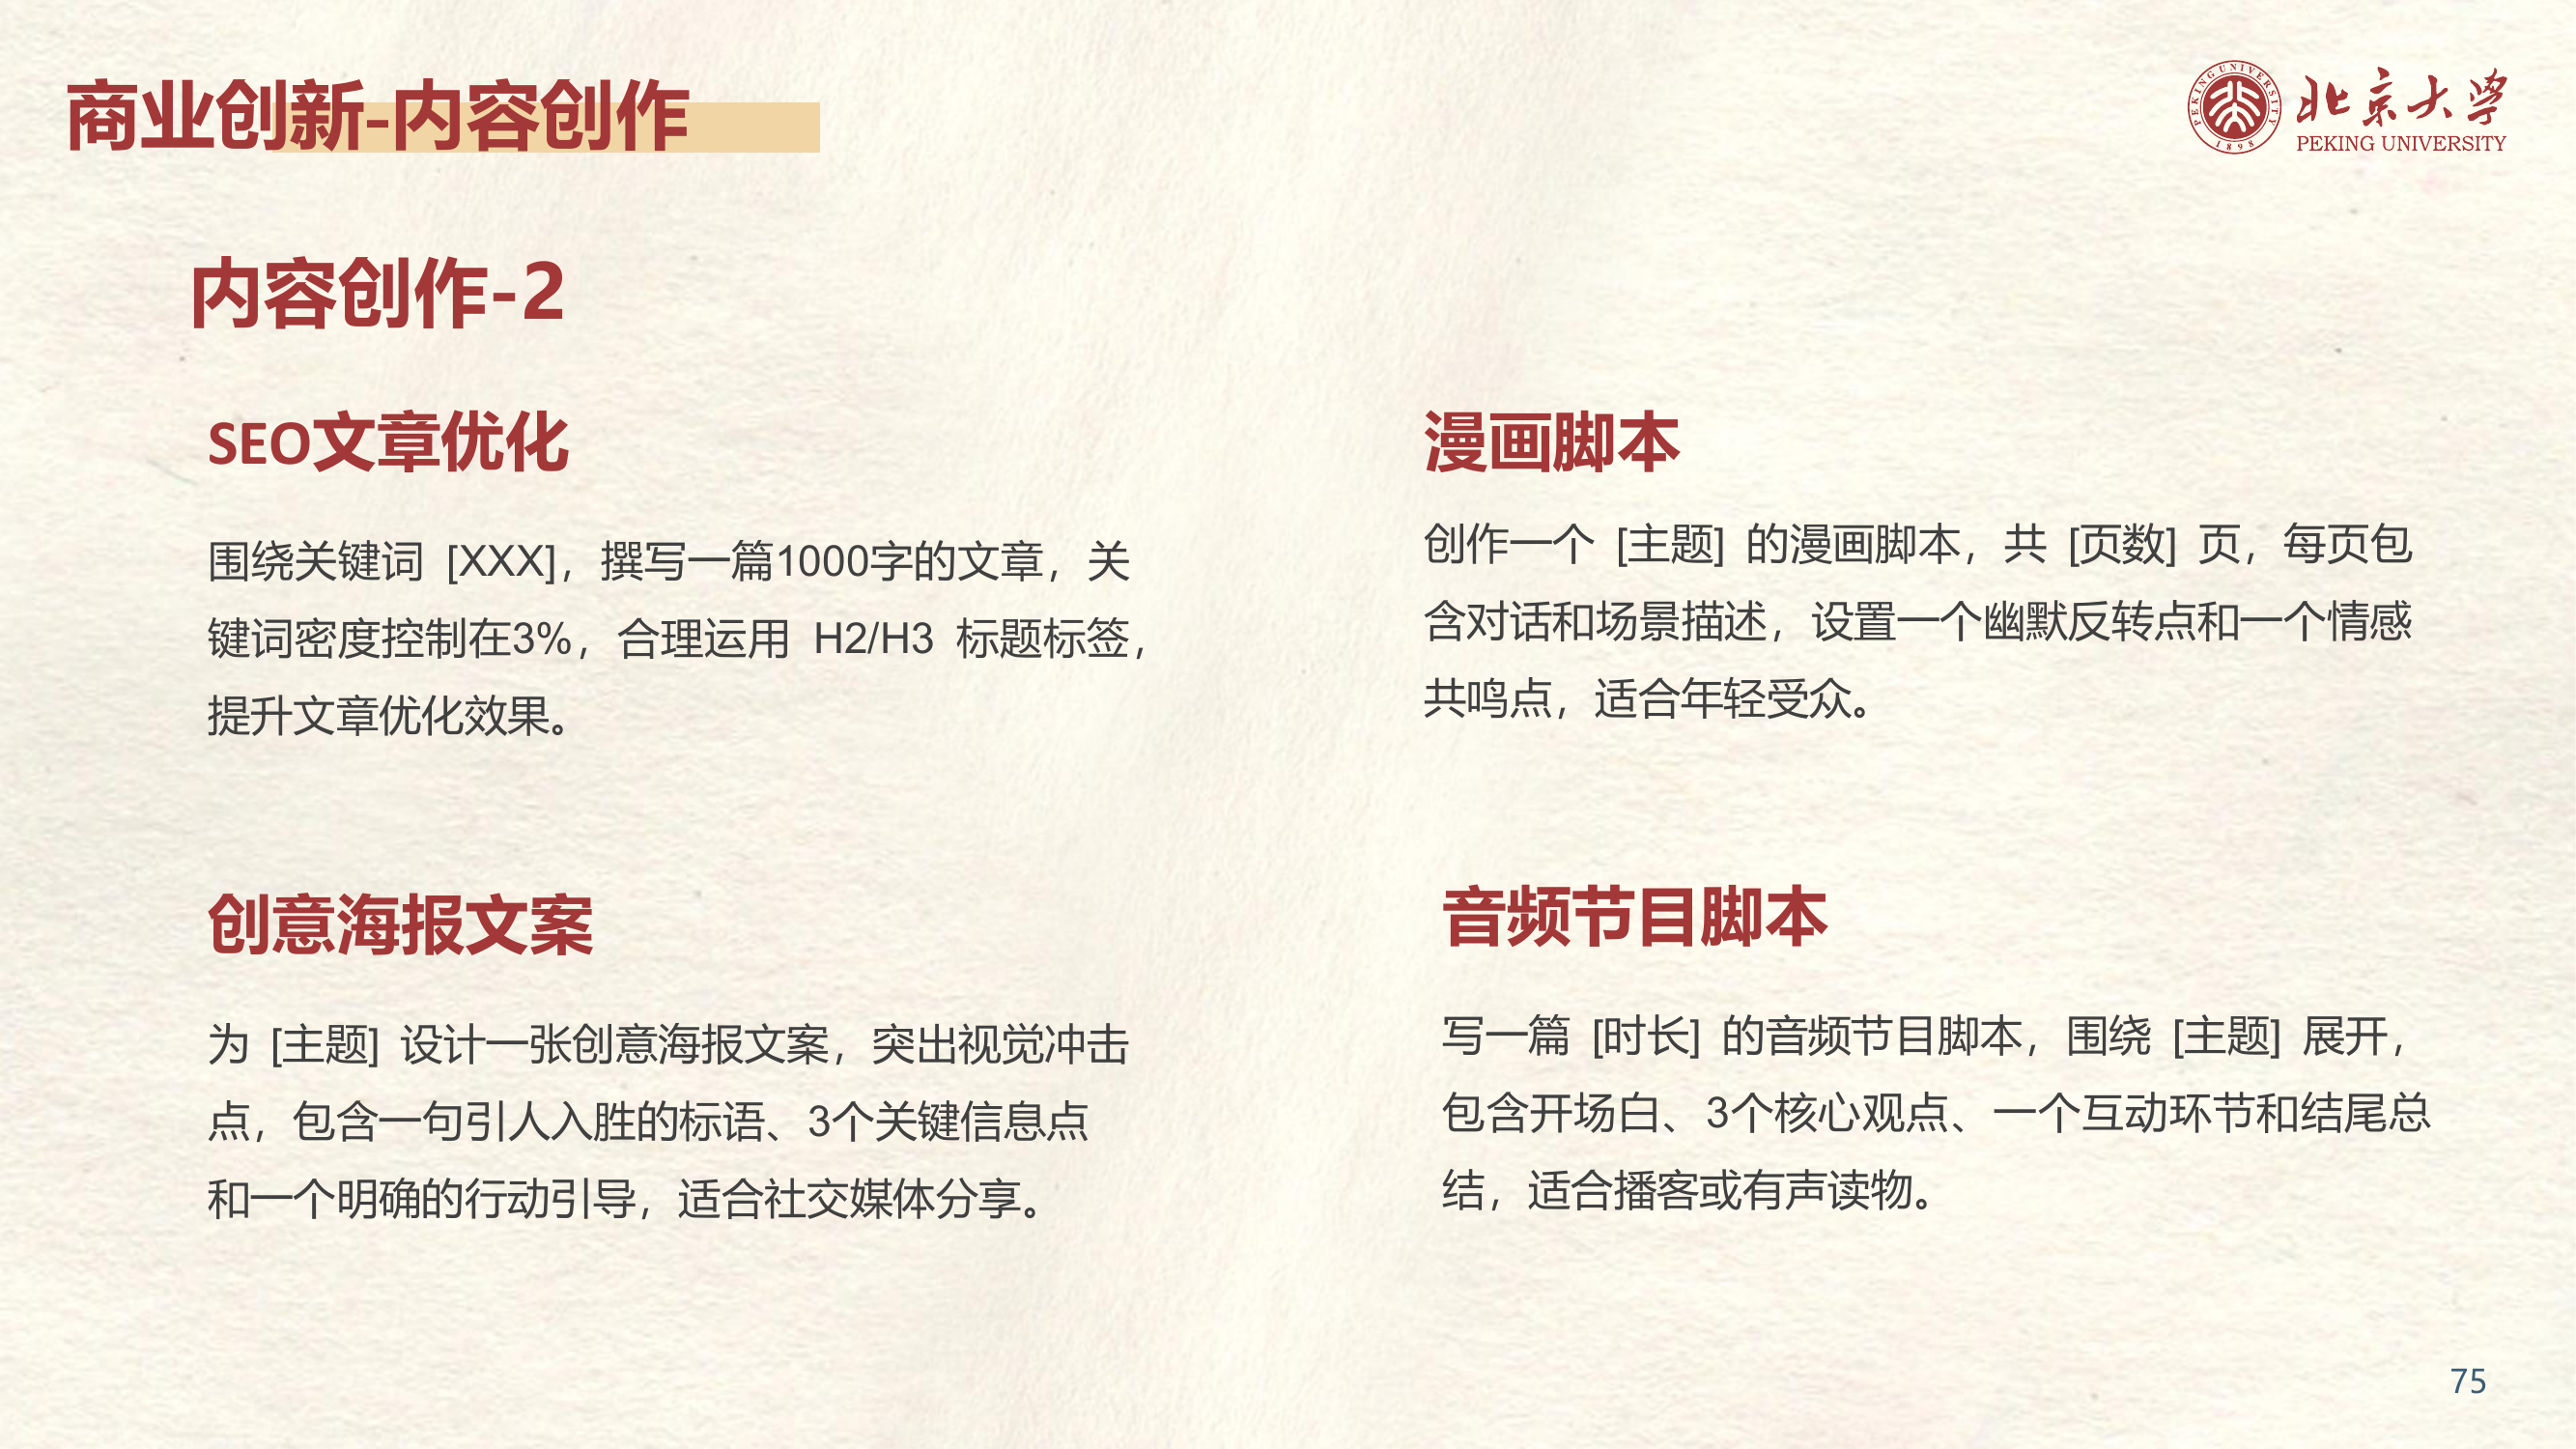 商业创新-内容创作
PEKING UNIVERSITY
1898
北京大学
PEKING UNIVERSITY
内容创作-2
SEO文章优化
围绕关键词 [XXX]，撰写一篇1000字的文章，关
键词密度控制在3%，合理运用 H2/H3 标题标签，
提升文章优化效果。
漫画脚本
创作一个 [主题] 的漫画脚本，共 [页数] 页，每页包
含对话和场景描述，设置一个幽默反转点和一个情感
共鸣点，适合年轻受众。
创意海报文案
为 [主题] 设计一张创意海报文案，突出视觉冲击
点，包含一句引人入胜的标语、3个关键信息点
和一个明确的行动引导，适合社交媒体分享。
音频节目脚本
写一篇 [时长] 的音频节目脚本，围绕 [主题] 展开，
包含开场白、3个核心观点、一个互动环节和结尾总
结，适合播客或有声读物。
75